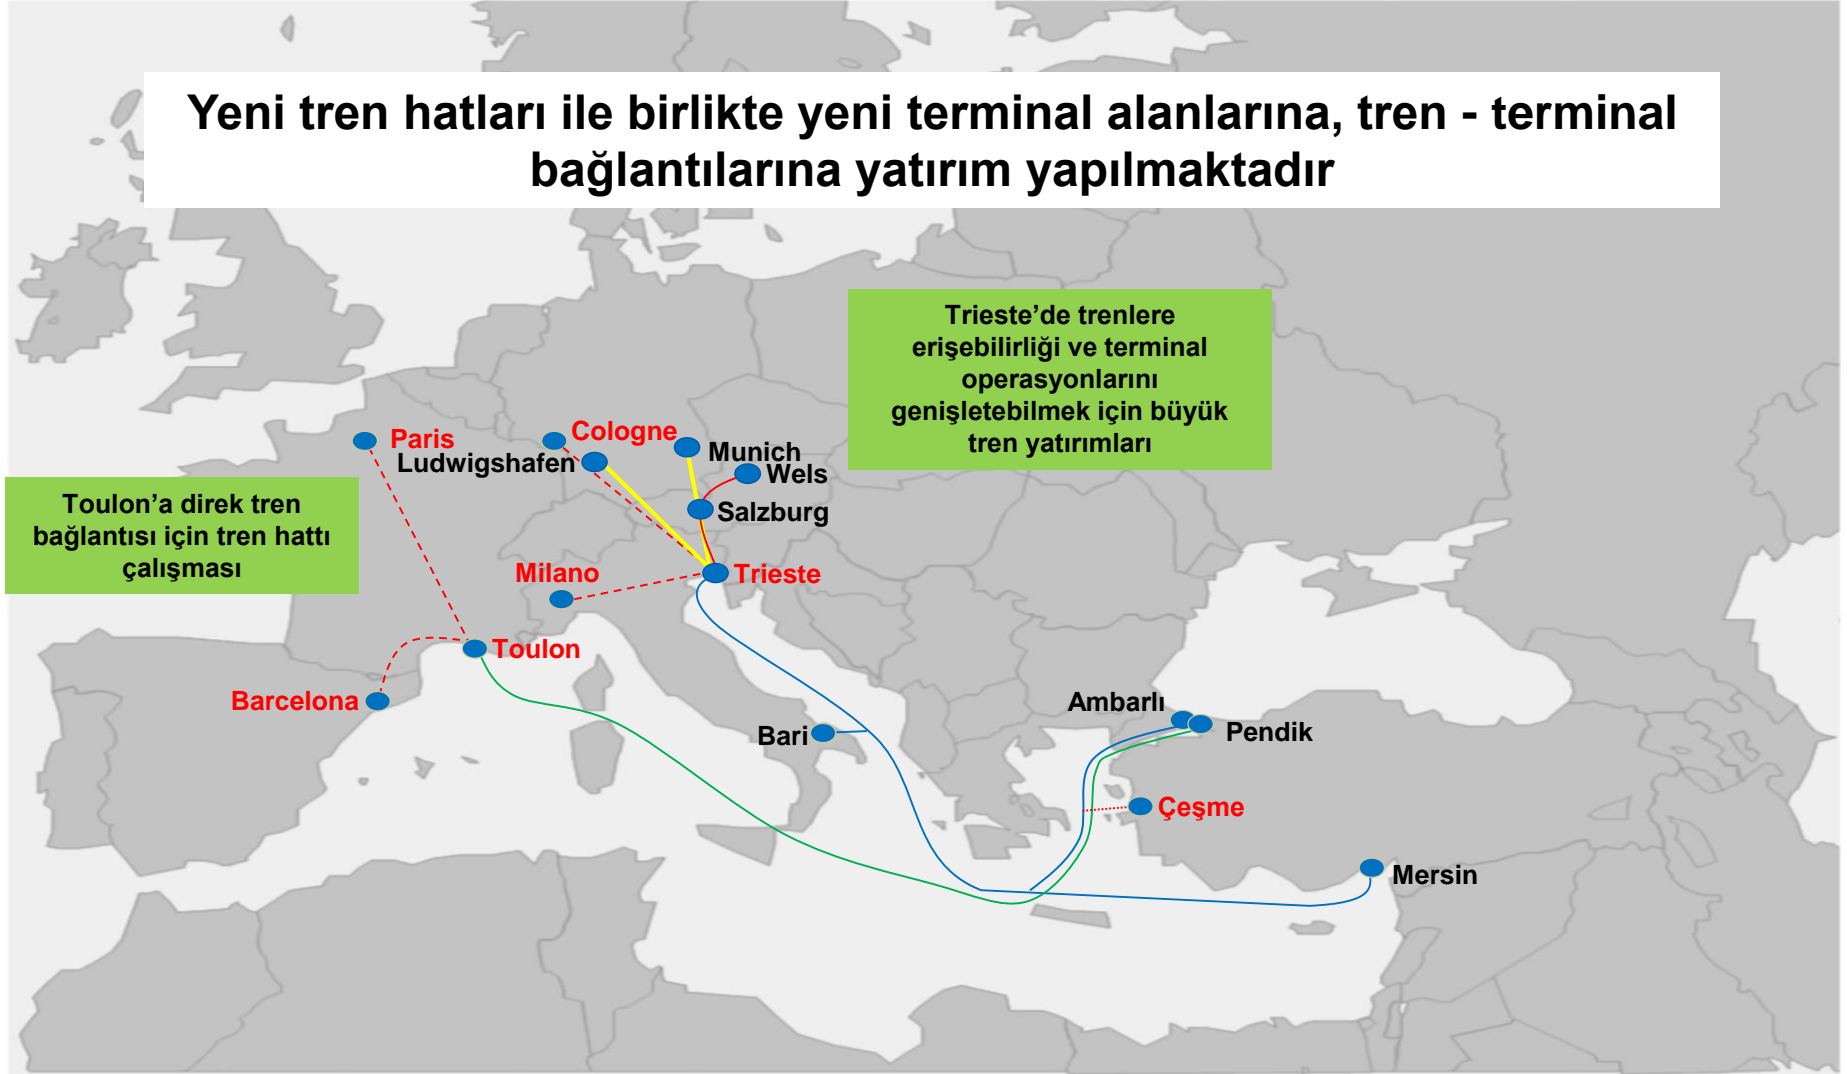 Yeni tren hatları ile birlikte yeni terminal alanlarına, tren - terminal
bağlantılarına yatırım yapılmaktadır
Trieste’de trenlere
erişebilirliği ve terminal
operasyonlarını
genişletebilmek için büyük
tren yatırımları
Paris
Cologne
Munich
Ludwigshafen
Wels
Toulon’a direk tren
bağlantısı için tren hattı
çalışması
Salzburg
Milano
Trieste
Toulon
Barcelona
Ambarlı
Bari
Pendik
Çeşme
Mersin